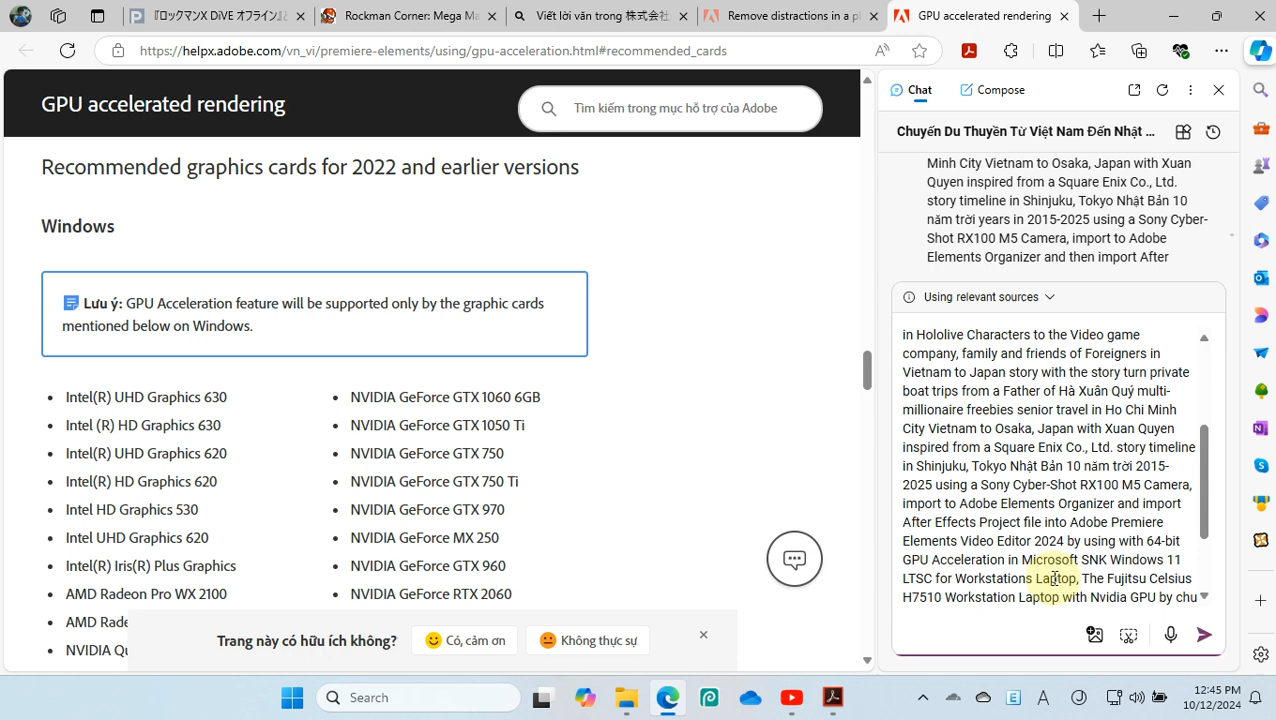 『ロックマンX DiVE オフライン』と
Rockman Corner: Mega Ma
Viết lời văn trong 株式会社
Remove distractions in a pl
GPU accelerated rendering
https://helpx.adobe.com/vn_vi/premiere-elements/using/gpu-acceleration.html#recommended_cards
GPU accelerated rendering
Tìm kiếm trong mục hỗ trợ của Adobe
Recommended graphics cards for 2022 and earlier versions
Windows
Lưu ý: GPU Acceleration feature will be supported only by the graphic cards
mentioned below on Windows.
Intel(R) UHD Graphics 630
Intel (R) HD Graphics 630
Intel(R) UHD Graphics 620
Intel(R) HD Graphics 620
Intel HD Graphics 530
Intel UHD Graphics 620
Intel(R) Iris(R) Plus Graphics
AMD Radeon Pro WX 2100
AMD Rade
NVIDIA Qu
NVIDIA GeForce GTX 1060 6GB
NVIDIA GeForce GTX 1050 Ti
NVIDIA GeForce GTX 750
NVIDIA GeForce GTX 750 Ti
NVIDIA GeForce GTX 970
NVIDIA GeForce MX 250
NVIDIA GeForce GTX 960
NVIDIA GeForce RTX 2060
Trang này có hữu ích không?
Có, cảm ơn
Không thực sự
Chat
Compose
Chuyến Du Thuyền Từ Việt Nam Đến Nhật ...
Minh City Vietnam to Osaka, Japan with Xuan
Quyen inspired from a Square Enix Co., Ltd.
story timeline in Shinjuku, Tokyo Nhật Bản 10
năm trời years in 2015-2025 using a Sony Cyber-
Shot RX100 M5 Camera, import to Adobe
Elements Organizer and then import After
Using relevant sources
in Hololive Characters to the Video game
company, family and friends of Foreigners in
Vietnam to Japan story with the story turn private
boat trips from a Father of Hà Xuân Quý multi-
millionaire freebies senior travel in Ho Chi Minh
City Vietnam to Osaka, Japan with Xuan Quyen
inspired from a Square Enix Co., Ltd. story timeline
in Shinjuku, Tokyo Nhật Bản 10 năm trời 2015-
2025 using a Sony Cyber-Shot RX100 M5 Camera,
import to Adobe Elements Organizer and import
After Effects Project file into Adobe Premiere
Elements Video Editor 2024 by using with 64-bit
GPU Acceleration in Microsoft SNK Windows 11
LTSC for Workstations Laptop, The Fujitsu Celsius
H7510 Workstation Laptop with Nvidia GPU by chu
Search
12:45 PM
10/12/2024